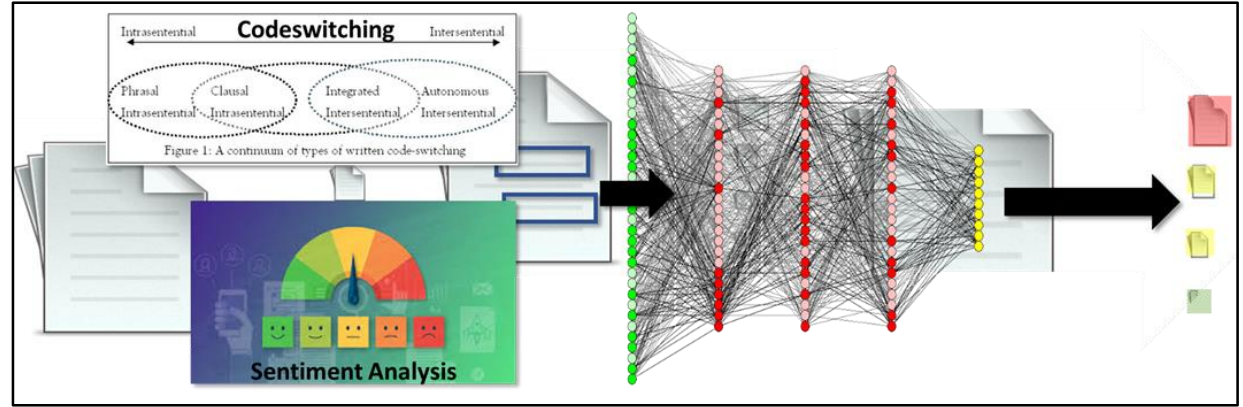 Codeswitching
Intrasentential Intersentential
Phrasal Clausal Integrated Autonomous
Intrasentential Intrasentential Intersentential Intersentential
Figure 1: A continuum of types of written code-switching
Sentiment Analysis